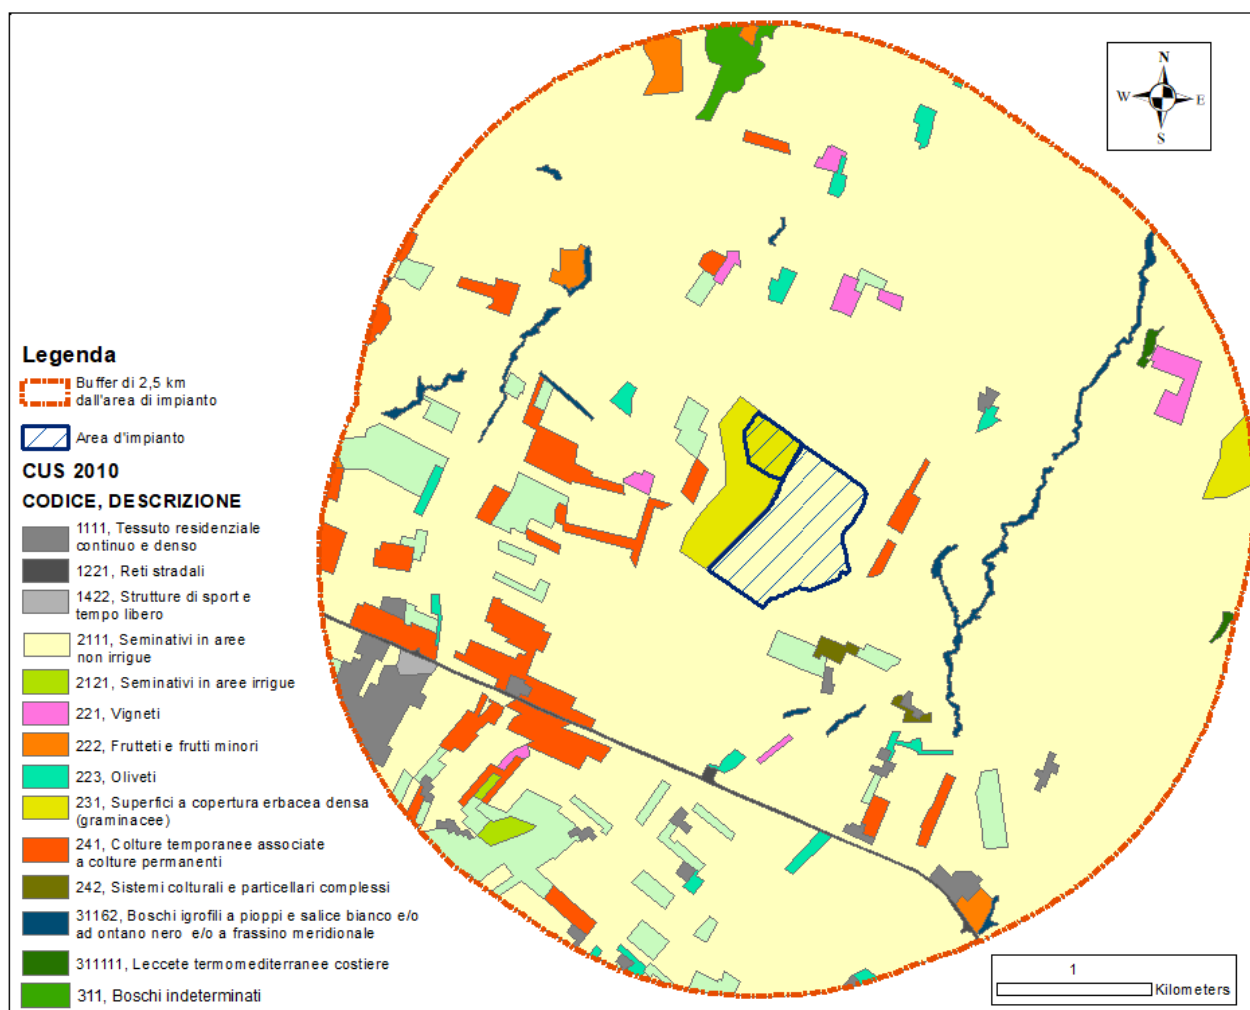 N
W E
S
Legenda
Buffer di 2,5 km
dall'area di impianto
Area d'impianto
CUS 2010
CODICE, DESCRIZIONE
1111, Tessuto residenziale
continuo e denso
1221, Reti stradali
1422, Strutture di sport e
tempo libero
2111, Seminativi in aree
non irrigue
2121, Seminativi in aree irrigue
221, Vigneti
222, Frutteti e frutti minori
223, Oliveti
231, Superfici a copertura erbacea densa
(graminacee)
241, Colture temporanee associate
a colture permanenti
242, Sistemi colturali e particellari complessi
31162, Boschi igrofili a pioppi e salice bianco e/o
ad ontano nero e/o a frassino meridionale
311111, Leccete termomediterranee costiere
311, Boschi indeterminati
1
Kilometers